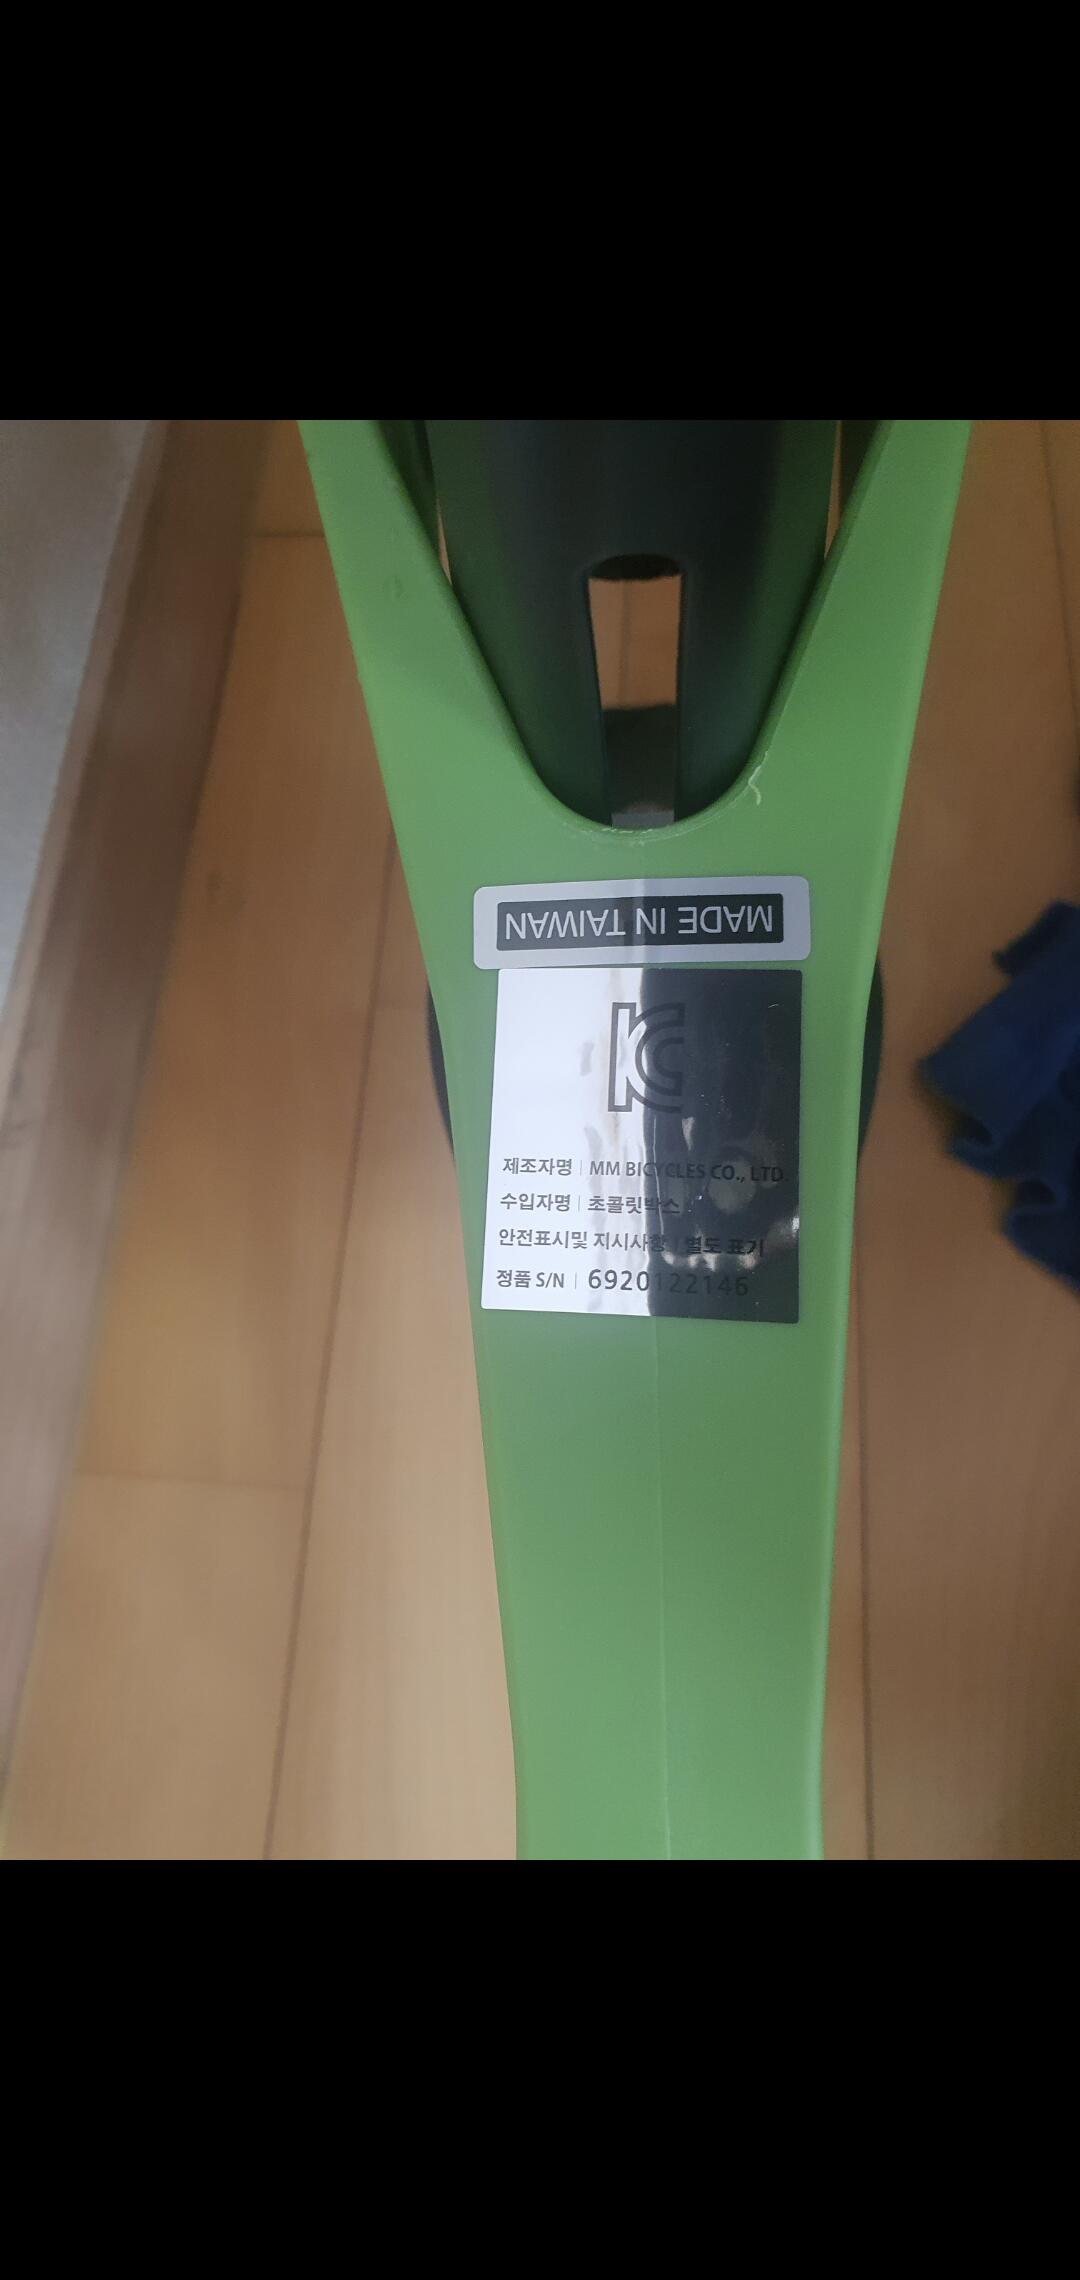 MADE IN TAIWAN
KC
제조자명 | MM BICYCLES CO., LTD.
수입자명 | 초콜릿박스
안전표시및 지시사항 | 별도 표기
정품 S/N | 6920122146